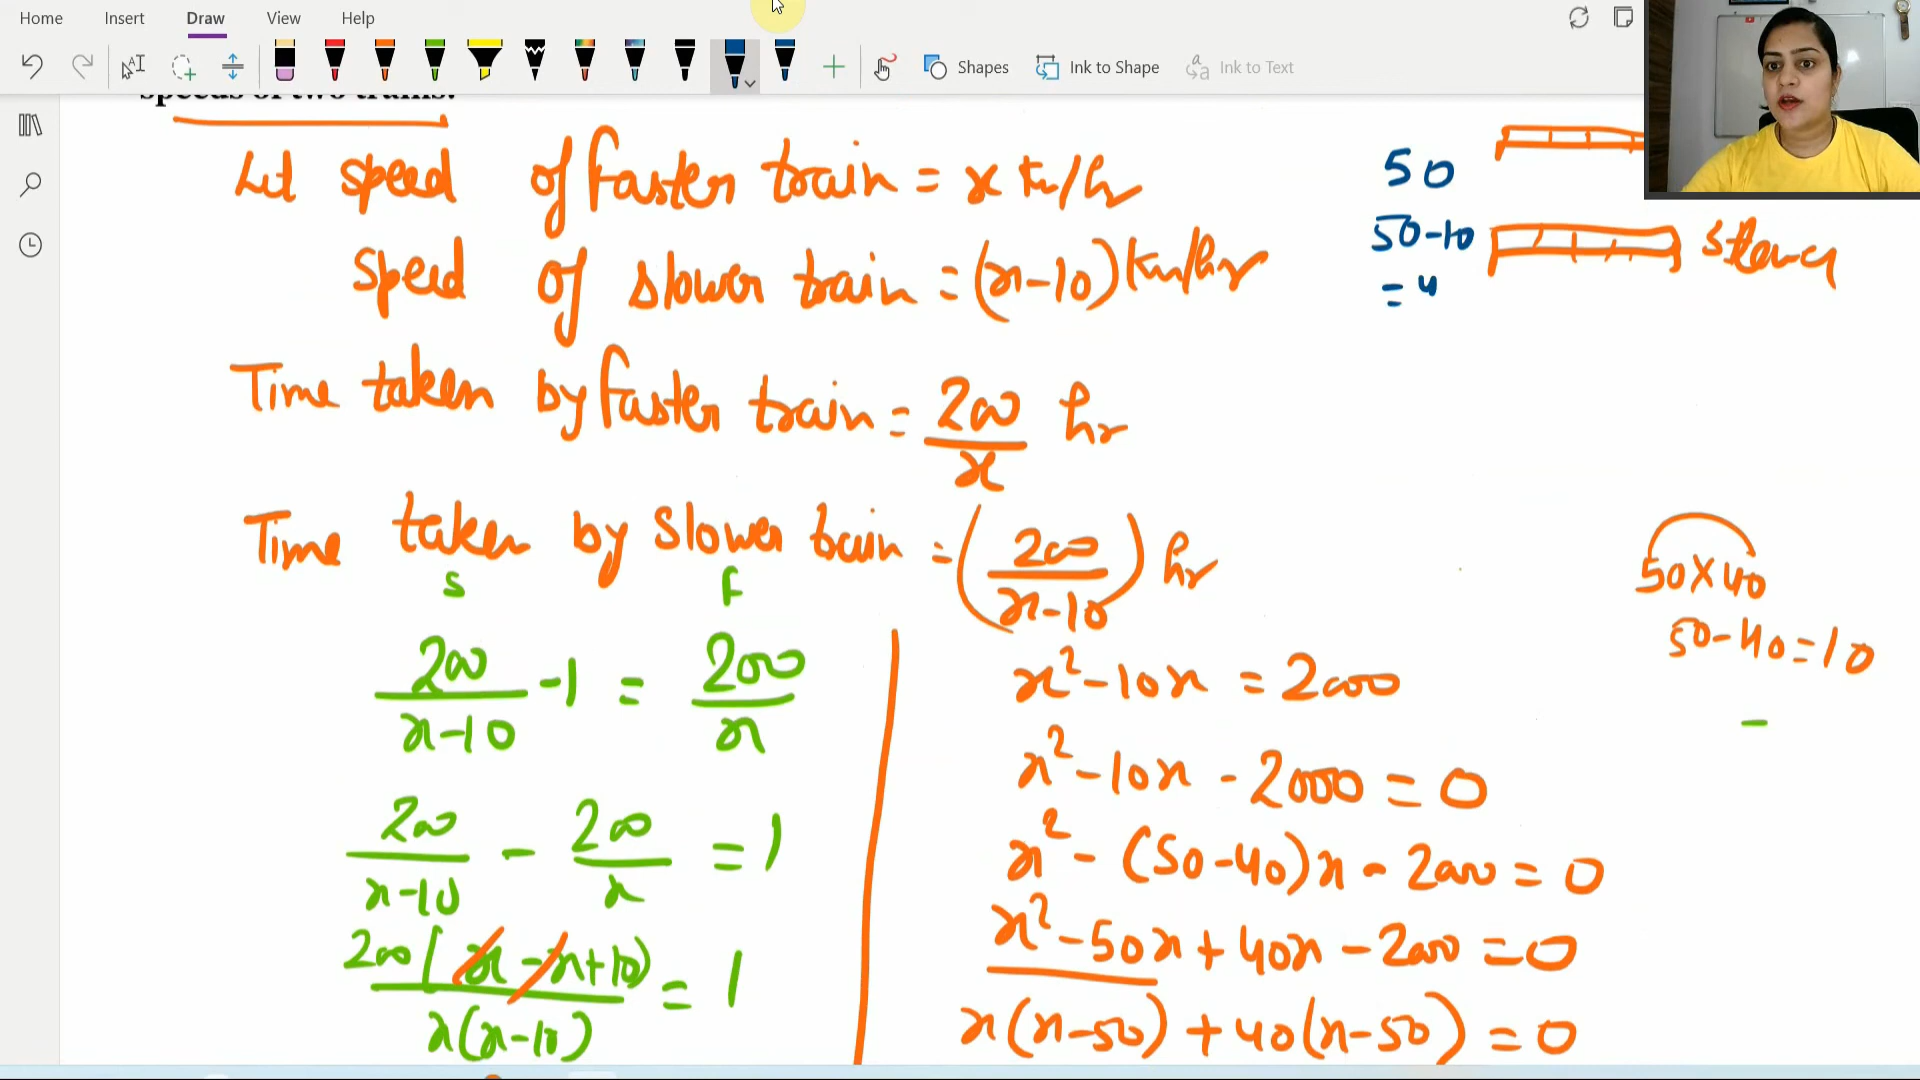 Home Insert Draw View Help
Shapes Ink to Shape Ink to Text
speeds of two trains.
Let speed of faster train = x km/hr
speed of slower train = (x-10) km/hr
50
50-10
= 4
Time taken by faster train = 200/x hr
Time taken by slower train = (200/x-10) hr
S F
200/x-10 - 1 = 200/x
200/x-10 - 200/x = 1
200(x - x+10)/x(x-10) = 1
x² - 10x = 2000
x² - 10x - 2000 = 0
x² - (50-40)x - 2000 = 0
x² - 50x + 40x - 2000 = 0
x(x-50) + 40(x-50) = 0
50 X 40
50-40=10
-